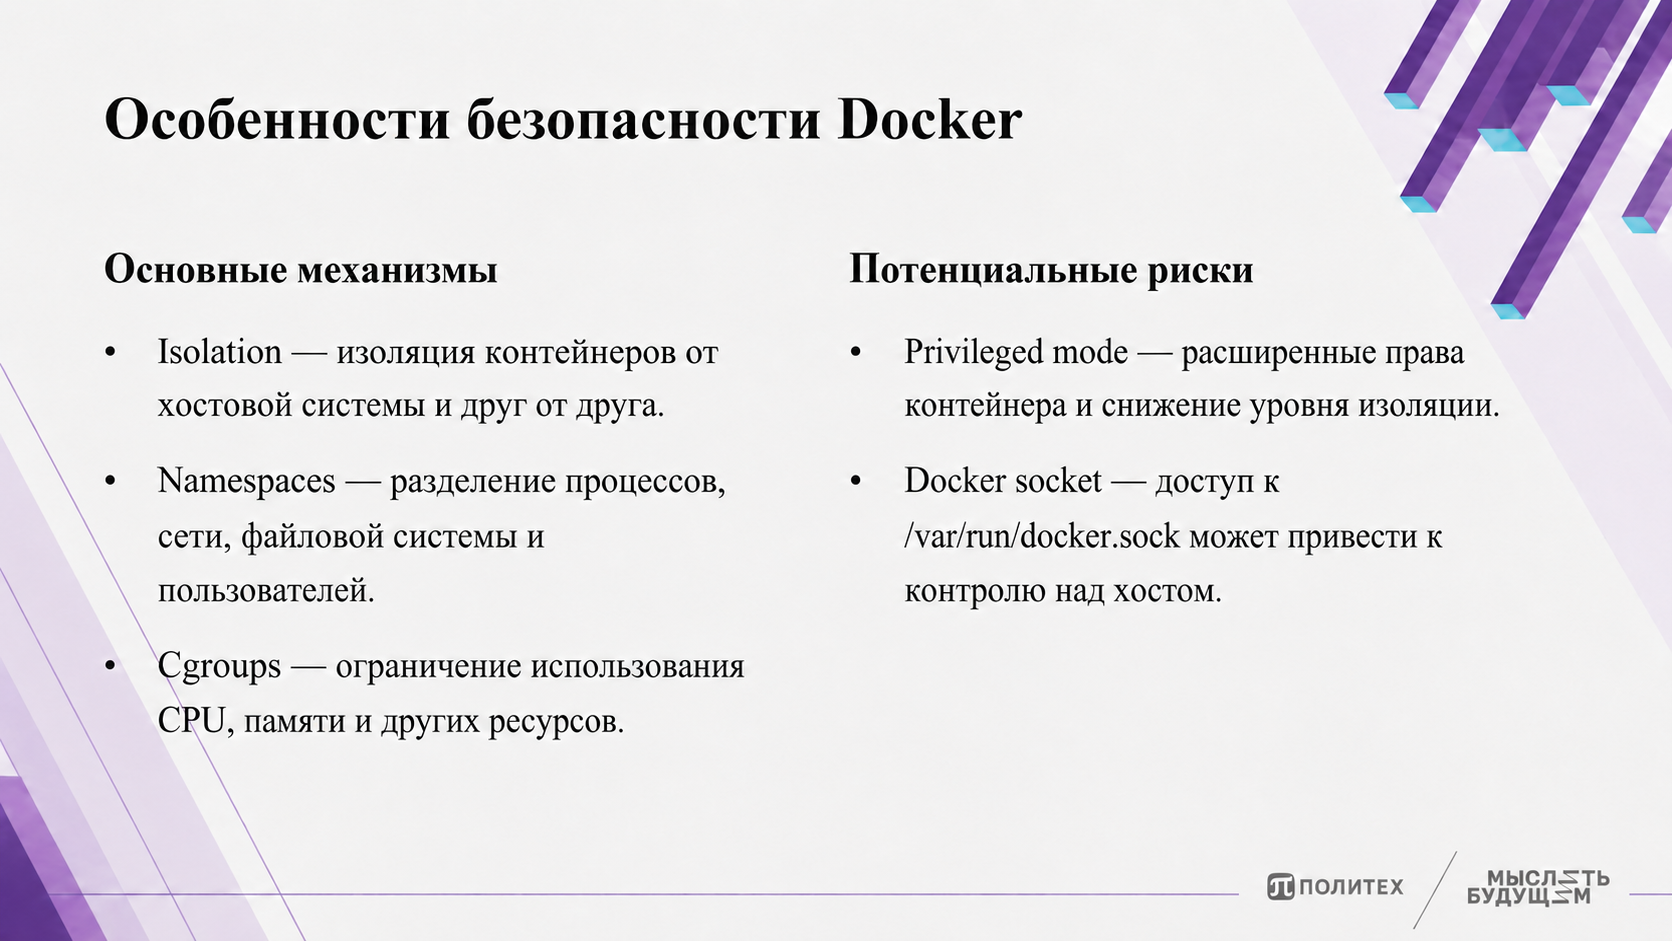 Особенности безопасности Docker
Основные механизмы
• Isolation — изоляция контейнеров от
хостовой системы и друг от друга.
• Namespaces — разделение процессов,
сети, файловой системы и
пользователей.
• Cgroups — ограничение использования
CPU, памяти и других ресурсов.
Потенциальные риски
• Privileged mode — расширенные права
контейнера и снижение уровня изоляции.
• Docker socket — доступ к
/var/run/docker.sock может привести к
контролю над хостом.
ПОЛИТЕХ
МЫСЛЕТЬ
БУДУЩЕМ